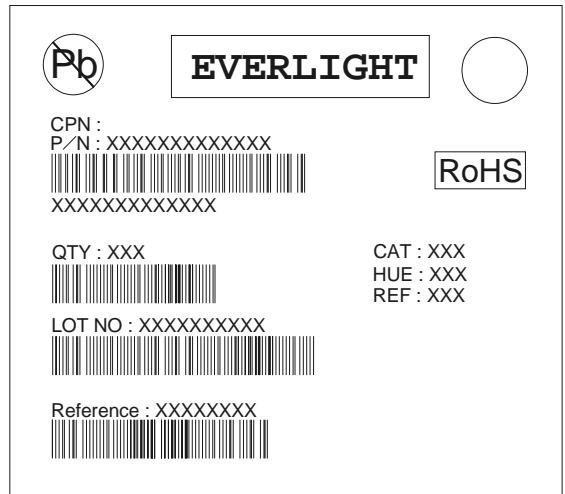 Pb
EVERLIGHT
CPN :
P/N : XXXXXXXXXXXXX
RoHS
XXXXXXXXXXXXX
QTY : XXX
CAT : XXX
HUE : XXX
REF : XXX
LOT NO : XXXXXXXXXX
Reference : XXXXXXXX